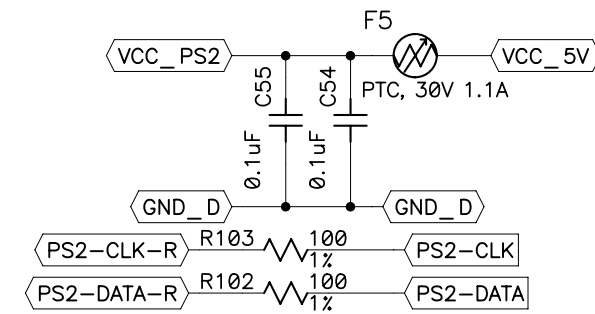 F5
VCC_PS2
VCC_5V
C55
C54
PTC, 30V 1.1A
0.1uF
0.1uF
GND_D
GND_D
PS2-CLK-R
R103
100
1%
PS2-CLK
PS2-DATA-R
R102
100
1%
PS2-DATA